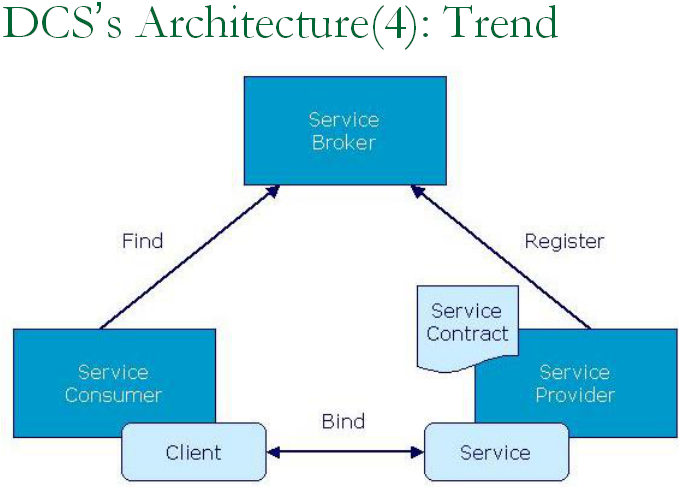 DCS’s Architecture(4): Trend
Service
Broker
Find
Register
Service
Contract
Service
Consumer
Service
Provider
Bind
Client
Service